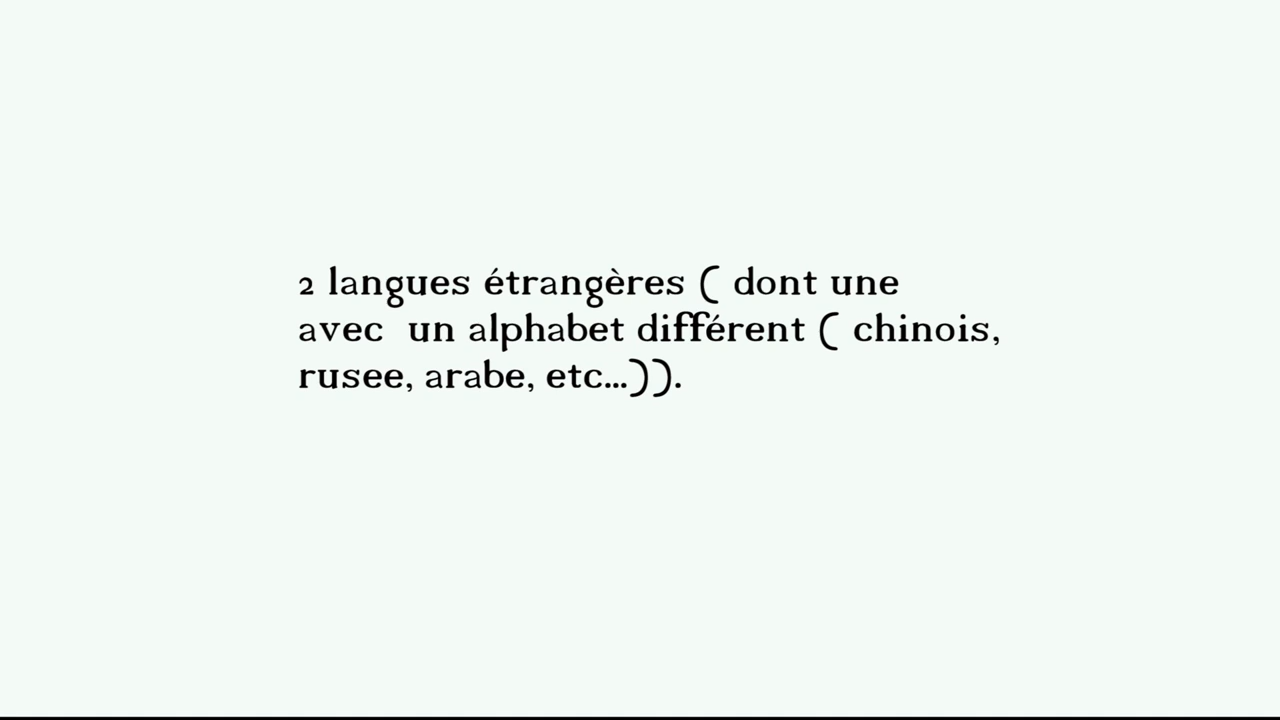 2 langues étrangères ( dont une
avec  un alphabet différent ( chinois,
rusee, arabe, etc...)).